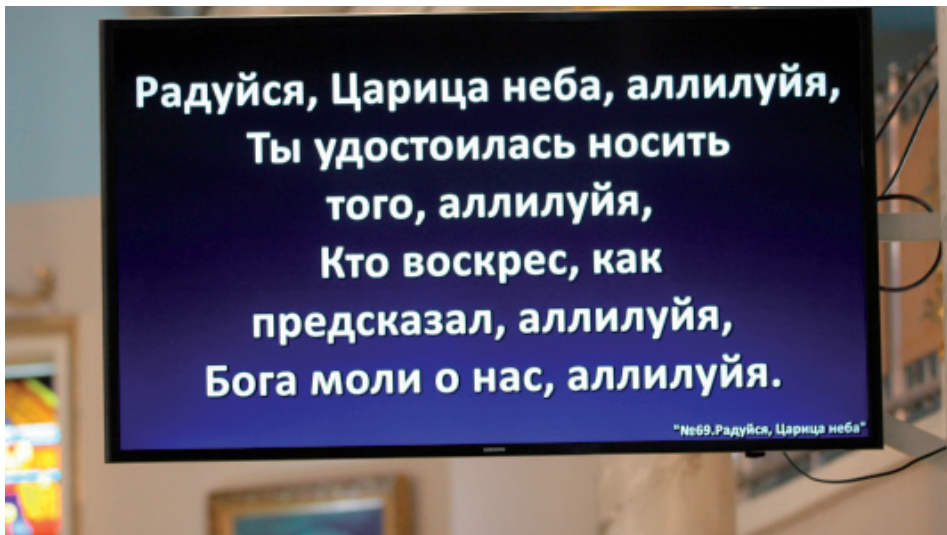 Радуйся, Царица неба, аллилуйя,
Ты удостоилась носить
того, аллилуйя,
Кто воскрес, как
предсказал, аллилуйя,
Бога моли о нас, аллилуйя.
"№69.Радуйся, Царица неба"